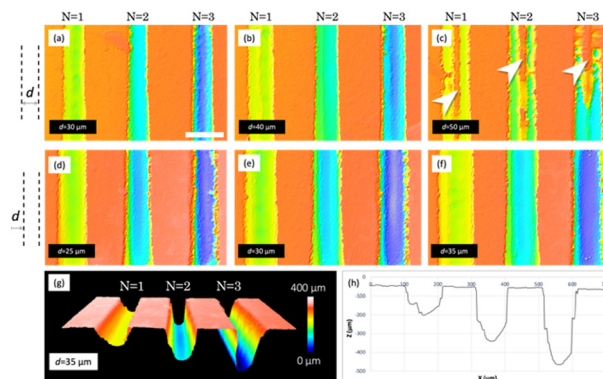 N=1 N=2 N=3 N=1 N=2 N=3 N=1 N=2 N=3
(a) (b) (c)
d
d=30 µm d=40 µm d=50 µm
(d) (e) (f)
d
d=25 µm d=30 µm d=35 µm
(g) N=1 N=2 N=3 400 µm (h)
0 µm
d=35 µm
0 100 200 300 400 500 600
0
-100
-200
-300
-400
-500
Z (µm)
X (µm)